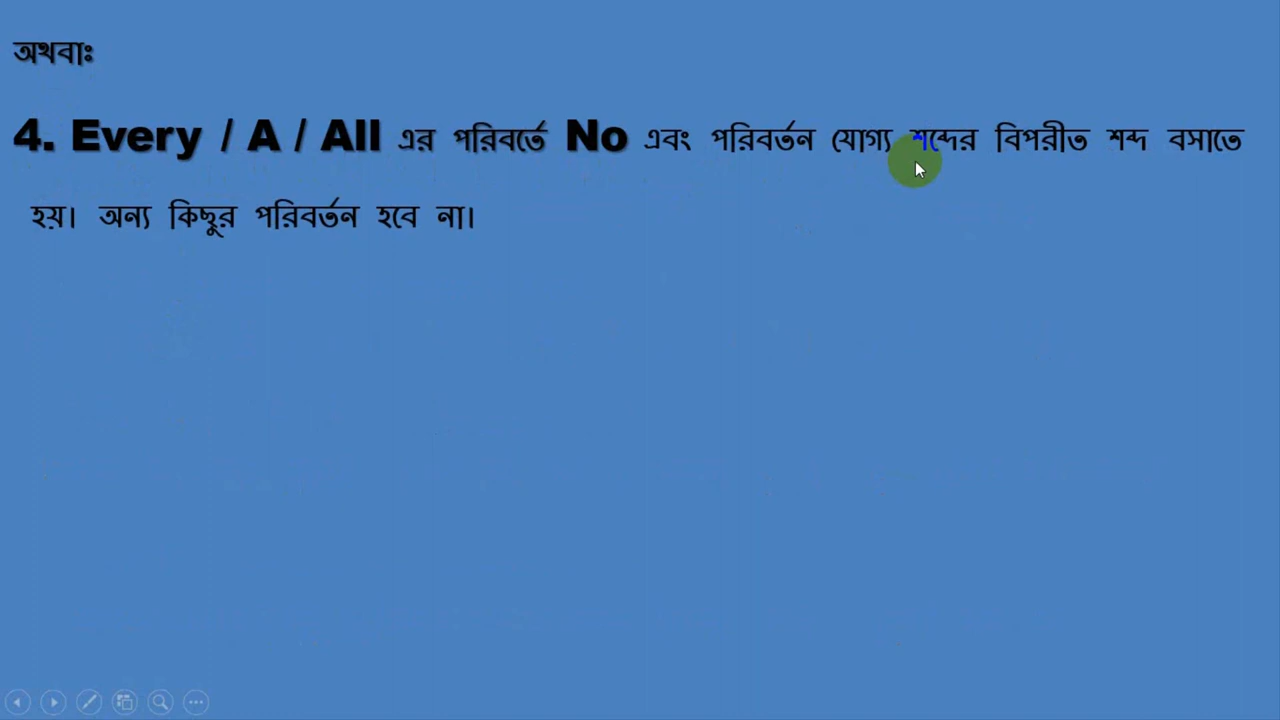 অথবাঃ
4. Every / A / All এর পরিবর্তে No এবং পরিবর্তন যোগ্য শব্দের বিপরীত শব্দ বসাতে
হয়। অন্য কিছুর পরিবর্তন হবে না।